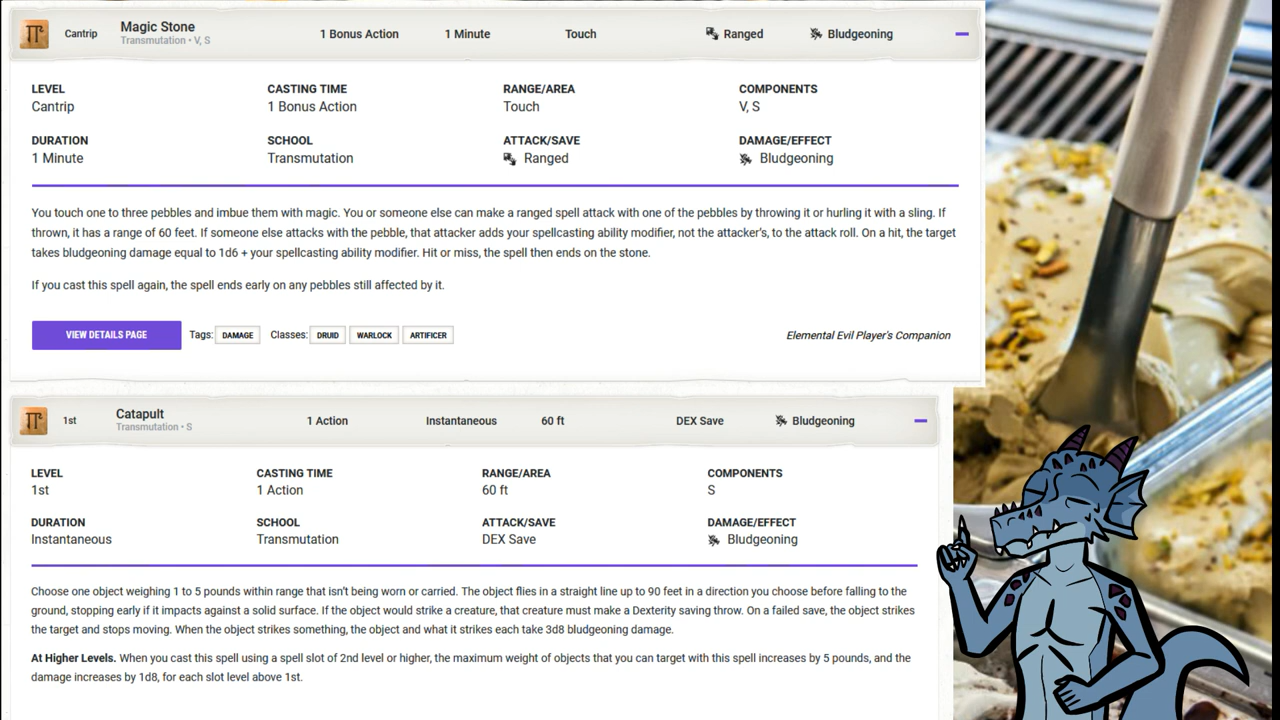 Cantrip
Magic Stone
Transmutation • V, S
1 Bonus Action
1 Minute
Touch
Ranged
Bludgeoning
LEVEL
Cantrip
CASTING TIME
1 Bonus Action
RANGE/AREA
Touch
COMPONENTS
V, S
DURATION
1 Minute
SCHOOL
Transmutation
ATTACK/SAVE
Ranged
DAMAGE/EFFECT
Bludgeoning
You touch one to three pebbles and imbue them with magic. You or someone else can make a ranged spell attack with one of the pebbles by throwing it or hurling it with a sling. If
thrown, it has a range of 60 feet. If someone else attacks with the pebble, that attacker adds your spellcasting ability modifier, not the attacker's, to the attack roll. On a hit, the target
takes bludgeoning damage equal to 1d6 + your spellcasting ability modifier. Hit or miss, the spell then ends on the stone.
If you cast this spell again, the spell ends early on any pebbles still affected by it.
VIEW DETAILS PAGE
Tags: DAMAGE Classes: DRUID WARLOCK ARTIFICER
Elemental Evil Player's Companion
1st
Catapult
Transmutation • S
1 Action
Instantaneous
60 ft
DEX Save
Bludgeoning
LEVEL
1st
CASTING TIME
1 Action
RANGE/AREA
60 ft
COMPONENTS
S
DURATION
Instantaneous
SCHOOL
Transmutation
ATTACK/SAVE
DEX Save
DAMAGE/EFFECT
Bludgeoning
Choose one object weighing 1 to 5 pounds within range that isn't being worn or carried. The object flies in a straight line up to 90 feet in a direction you choose before falling to the
ground, stopping early if it impacts against a solid surface. If the object would strike a creature, that creature must make a Dexterity saving throw. On a failed save, the object strikes
the target and stops moving. When the object strikes something, the object and what it strikes each take 3d8 bludgeoning damage.
At Higher Levels. When you cast this spell using a spell slot of 2nd level or higher, the maximum weight of objects that you can target with this spell increases by 5 pounds, and the
damage increases by 1d8, for each slot level above 1st.